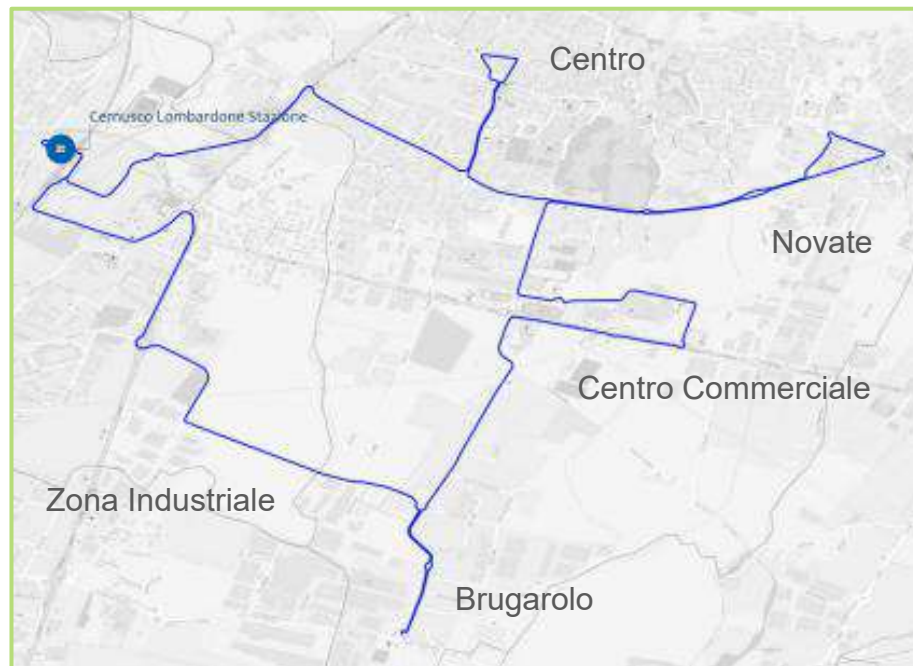 Centro
Cernusco Lombardone Stazione
Novate
Centro Commerciale
Zona Industriale
Brugarolo